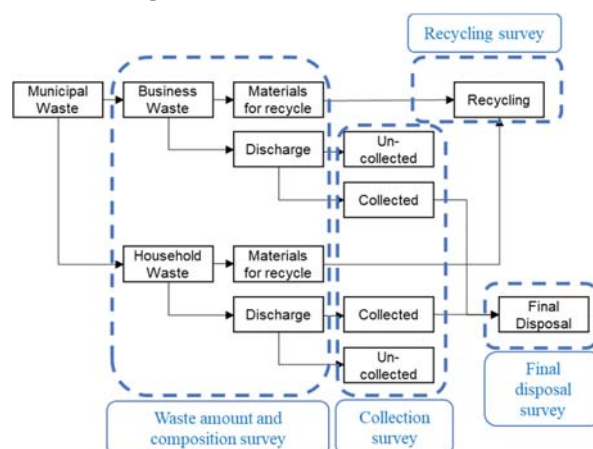 Recycling survey
Municipal
Waste
Business
Waste
Materials
for recycle
Recycling
Discharge
Un-
collected
Collected
Household
Waste
Materials
for recycle
Discharge
Collected
Final
Disposal
Un-
collected
Waste amount and
composition survey
Collection
survey
Final
disposal
survey